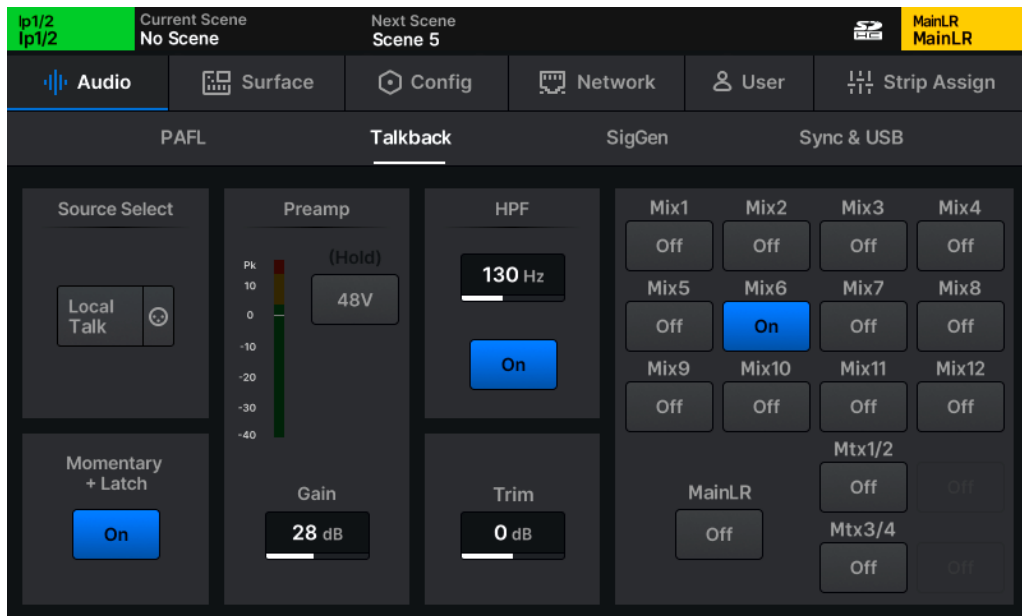 Ip1/2
Ip1/2
Current Scene
No Scene
Next Scene
Scene 5
SD
HC
MainLR
MainLR
Audio
Surface
Config
Network
User
Strip Assign
PAFL
Talkback
SigGen
Sync & USB
Source Select
Local
Talk
Momentary
+ Latch
On
Preamp
(Hold)
48V
Pk
10
0
-10
-20
-30
-40
Gain
28 dB
HPF
130 Hz
On
Trim
0 dB
Mix1 Mix2 Mix3 Mix4
Off Off Off Off
Mix5 Mix6 Mix7 Mix8
Off On Off Off
Mix9 Mix10 Mix11 Mix12
Off Off Off Off
Mtx1/2
MainLR
Off Off
Off
Mtx3/4
Off Off